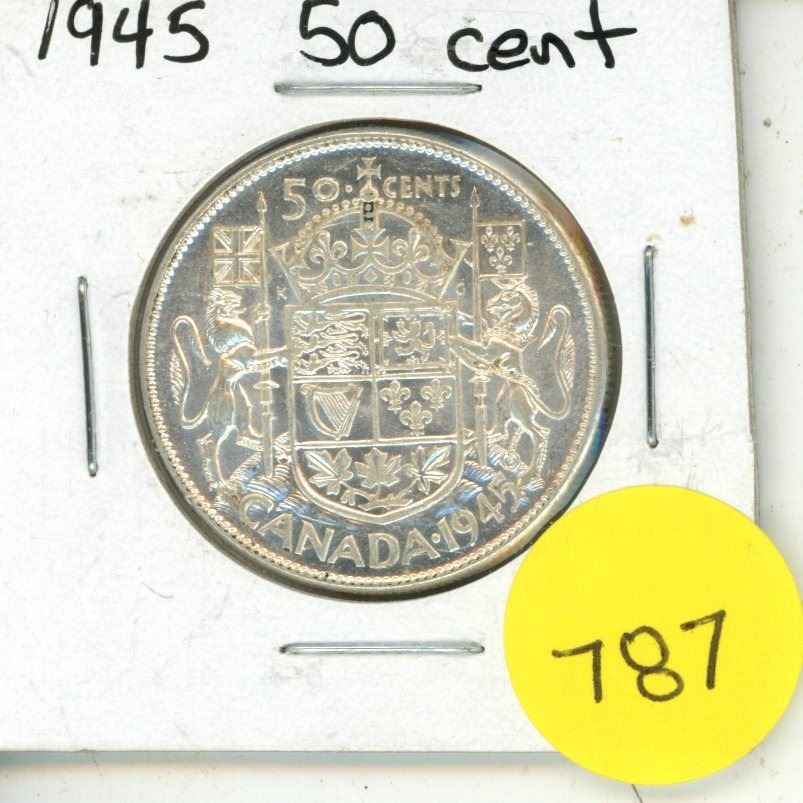 1945 50 cent
50 · CENTS
K G
CANADA · 1945
787